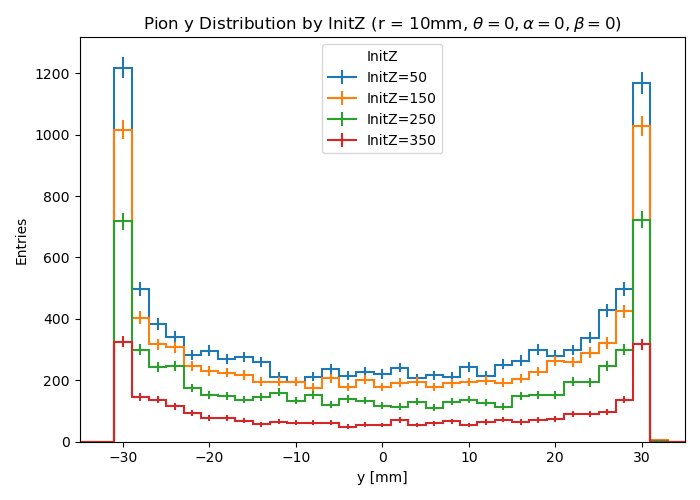 Pion y Distribution by InitZ (r = 10mm, θ = 0, α = 0, β = 0)
InitZ
InitZ=50
InitZ=150
InitZ=250
InitZ=350
Entries
1200
1000
800
600
400
200
0
−30
−20
−10
0
10
20
30
y [mm]